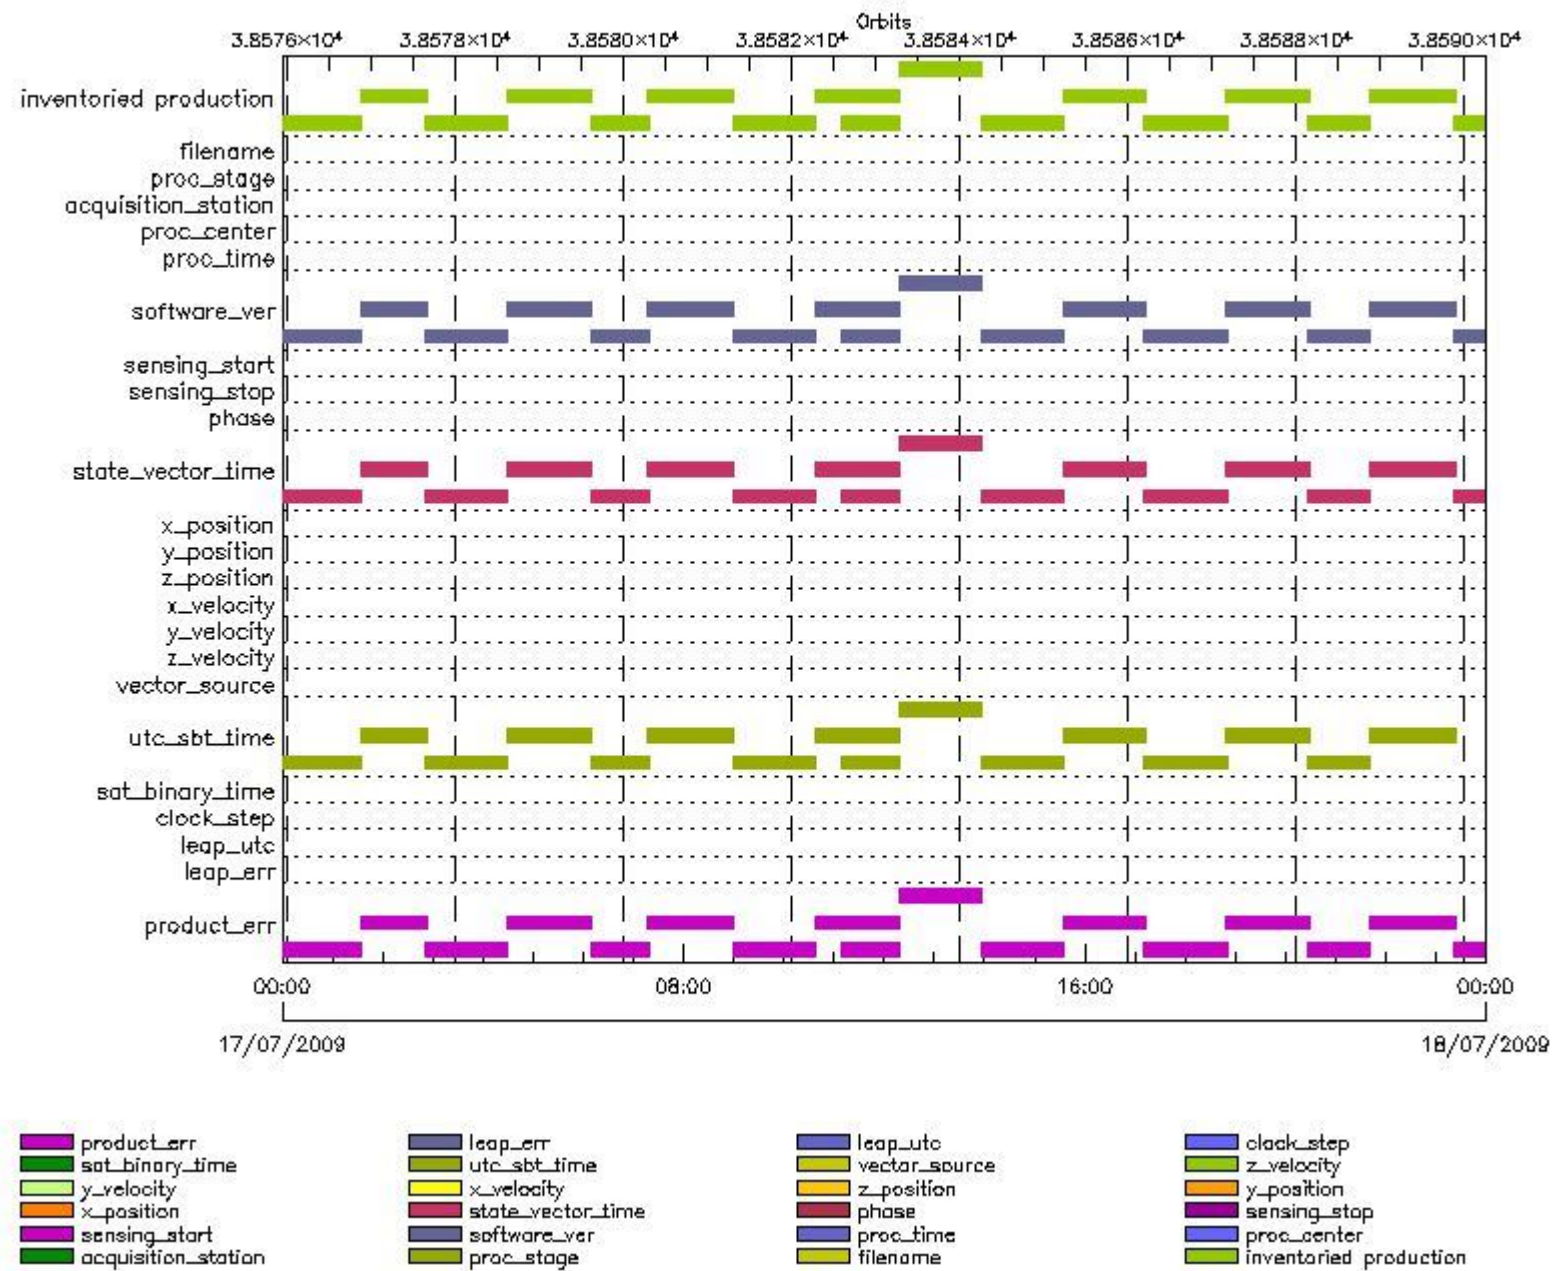 Orbits
3.8576×10⁴ 3.8578×10⁴ 3.8580×10⁴ 3.8582×10⁴ 3.8584×10⁴ 3.8586×10⁴ 3.8588×10⁴ 3.8590×10⁴
inventoried production
filename
proc_stage
acquisition_station
proc_center
proc_time
software_ver
sensing_start
sensing_stop
phase
state_vector_time
x_position
y_position
z_position
x_velocity
y_velocity
z_velocity
vector_source
utc_sbt_time
sat_binary_time
clock_step
leap_utc
leap_err
product_err
00:00 08:00 16:00 00:00
17/07/2009 18/07/2009
product_err leap_err leap_utc clock_step
sat_binary_time utc_sbt_time vector_source z_velocity
y_velocity x_velocity z_position y_position
x_position state_vector_time phase sensing_stop
sensing_start software_ver proc_time proc_center
acquisition_station proc_stage filename inventoried production